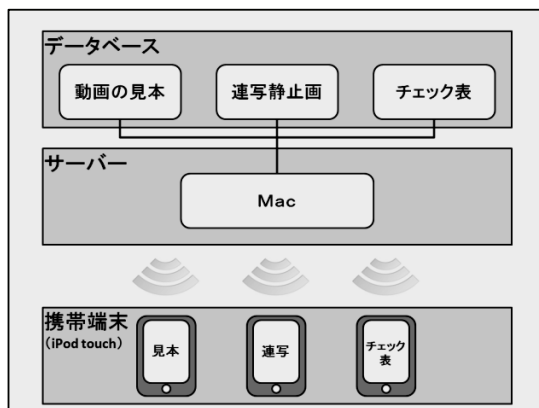 データベース
動画の見本
連写静止画
チェック表
サーバー
Mac
携帯端末
(iPod touch)
見本
連写
チェック
表